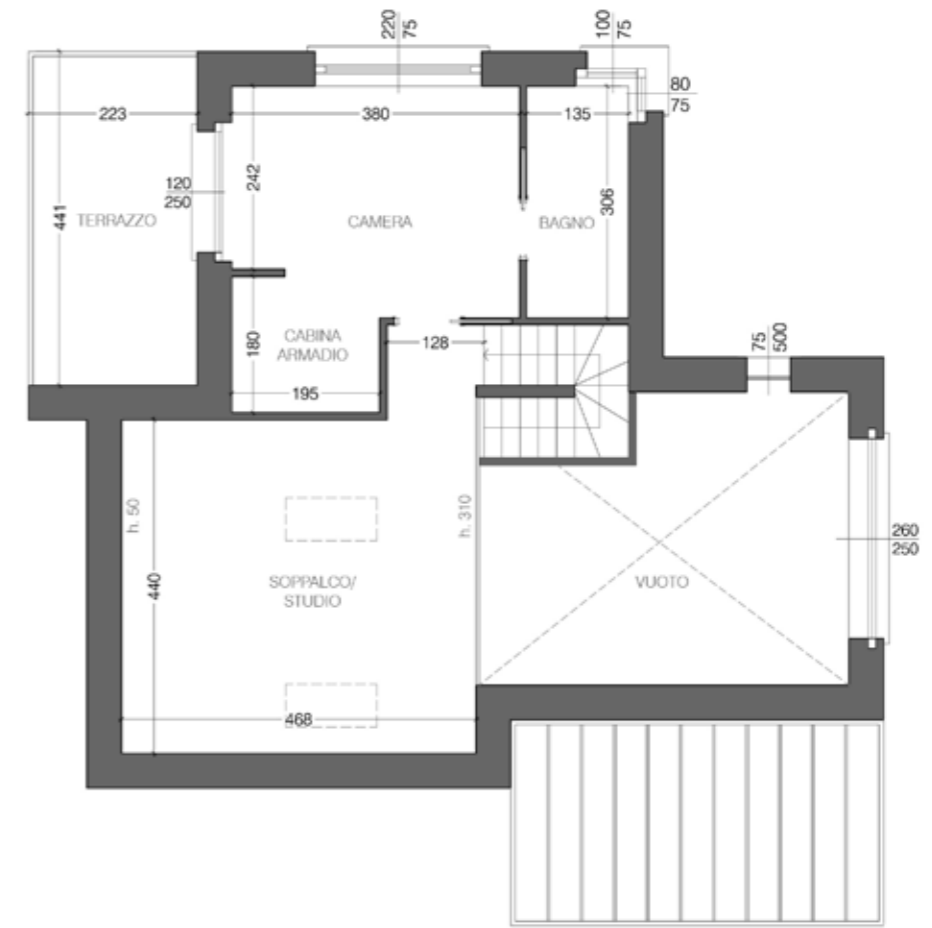 220
75
100
75
80
75
223
380
135
242
120
250
441
306
TERRAZZO
CAMERA
BAGNO
CABINA
ARMADIO
180
128
195
75
500
h. 50
h. 310
260
250
440
SOPPALCO/
STUDIO
VUOTO
468